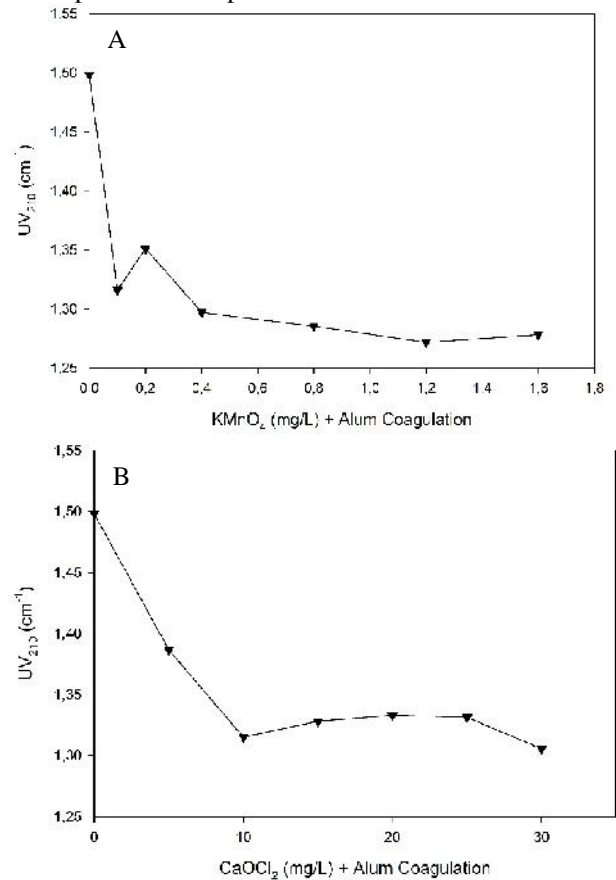 A
1,55
1,50
1,45
1,40
1,35
1,30
1,25
UV210 (cm-1)
0,0 0,2 0,4 0,6 0,8 1,0 1,2 1,4 1,6 1,8
KMnO4 (mg/L) + Alum Coagulation
B
1,55
1,50
1,45
1,40
1,35
1,30
1,25
UV210 (cm-1)
0 10 20 30
CaOCl2 (mg/L) + Alum Coagulation